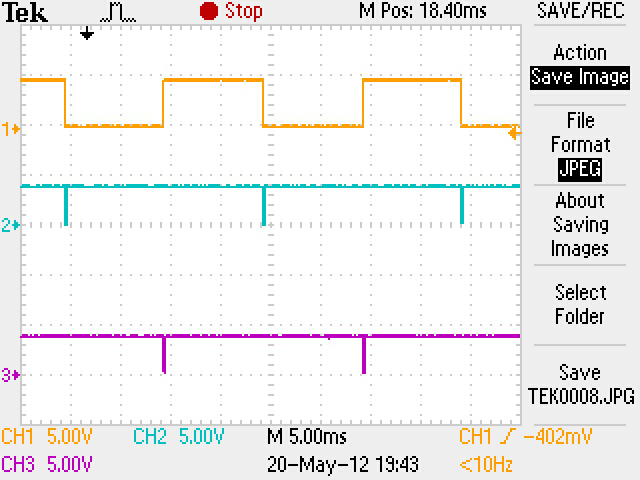 Tek Stop M Pos: 18.40ms SAVE/REC
Action
Save Image
File
Format
JPEG
About
Saving
Images
Select
Folder
Save
TEK0008.JPG
1
2
3
CH1 5.00V CH2 5.00V M 5.00ms CH1 -402mV
CH3 5.00V 20-May-12 19:43 <10Hz